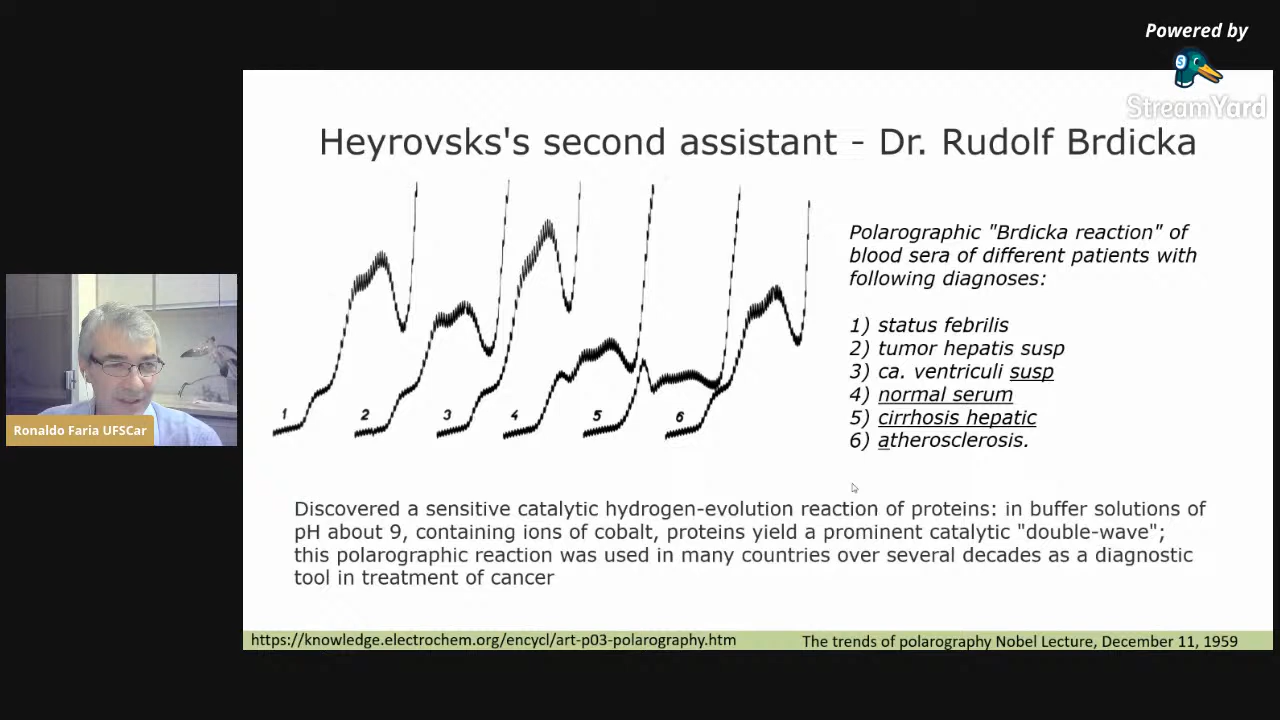 Powered by
StreamYard
Heyrovsks's second assistant - Dr. Rudolf Brdicka
Polarographic "Brdicka reaction" of
blood sera of different patients with
following diagnoses:
1) status febrilis
2) tumor hepatis susp
3) ca. ventriculi susp
4) normal serum
5) cirrhosis hepatic
6) atherosclerosis.
1 2 3 4 5 6
Ronaldo Faria UFSCar
Discovered a sensitive catalytic hydrogen-evolution reaction of proteins: in buffer solutions of
pH about 9, containing ions of cobalt, proteins yield a prominent catalytic "double-wave";
this polarographic reaction was used in many countries over several decades as a diagnostic
tool in treatment of cancer
https://knowledge.electrochem.org/encycl/art-p03-polarography.htm
The trends of polarography Nobel Lecture, December 11, 1959